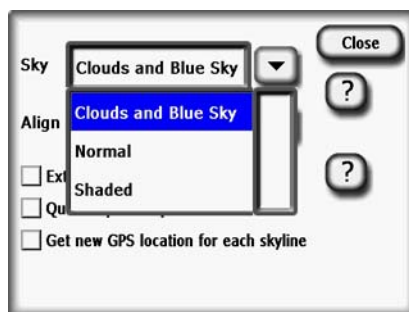 Close
Sky Clouds and Blue Sky
?
Align
Clouds and Blue Sky
Normal
Shaded
?
Get new GPS location for each skyline